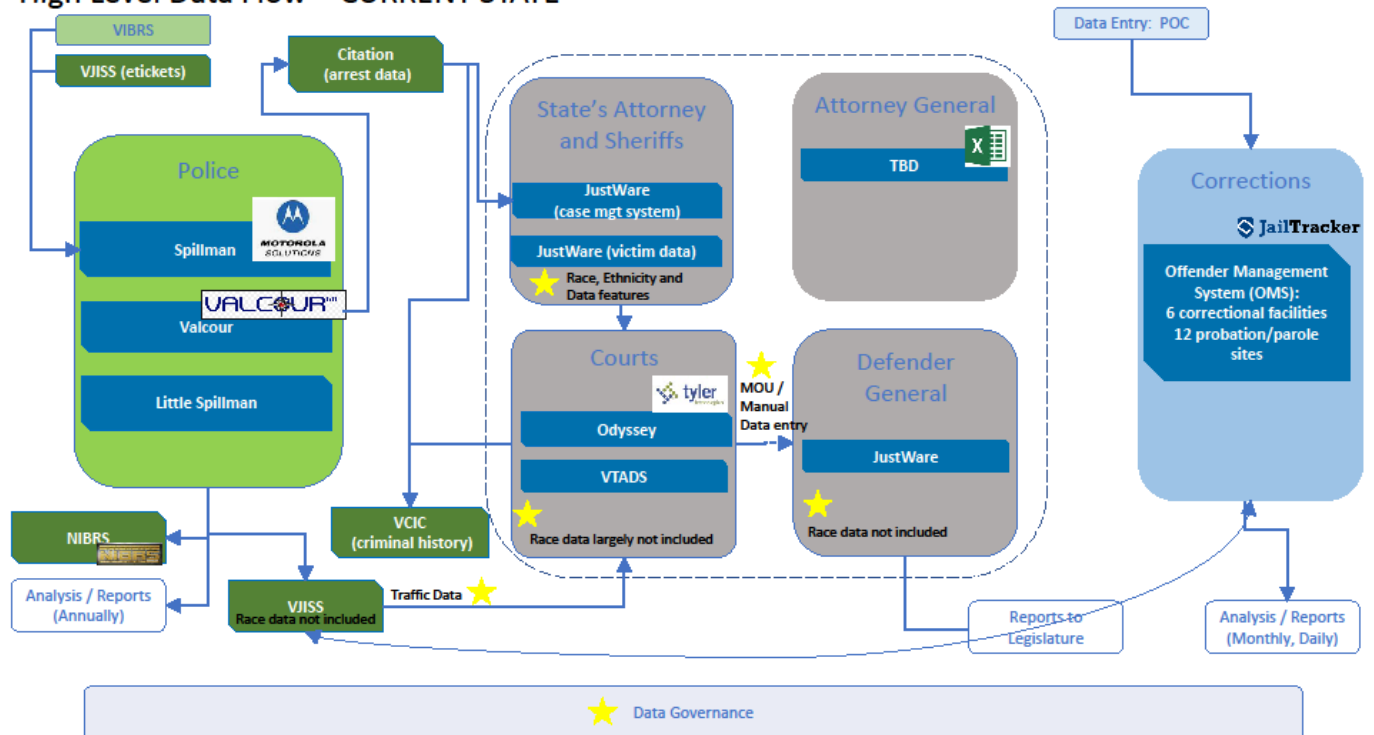 High Level Data Flow – CURRENT STATE
VIBRS
VJISS (etickets)
Citation
(arrest data)
Data Entry: POC
Police
MOTOROLA
SOLUTIONS
Spillman
VALCOUR
Valcour
Little Spillman
State's Attorney
and Sheriffs
JustWare
(case mgt system)
JustWare (victim data)
Race, Ethnicity and
Data features
Attorney General
X
TBD
Corrections
JailTracker
Offender Management
System (OMS):
6 correctional facilities
12 probation/parole
sites
Courts
tyler
Odyssey
VTADS
Race data largely not included
MOU /
Manual
Data entry
Defender
General
JustWare
Race data not included
NIBRS
Analysis / Reports
(Annually)
VCIC
(criminal history)
VJISS
Race data not included
Traffic Data
Reports to
Legislature
Analysis / Reports
(Monthly, Daily)
Data Governance